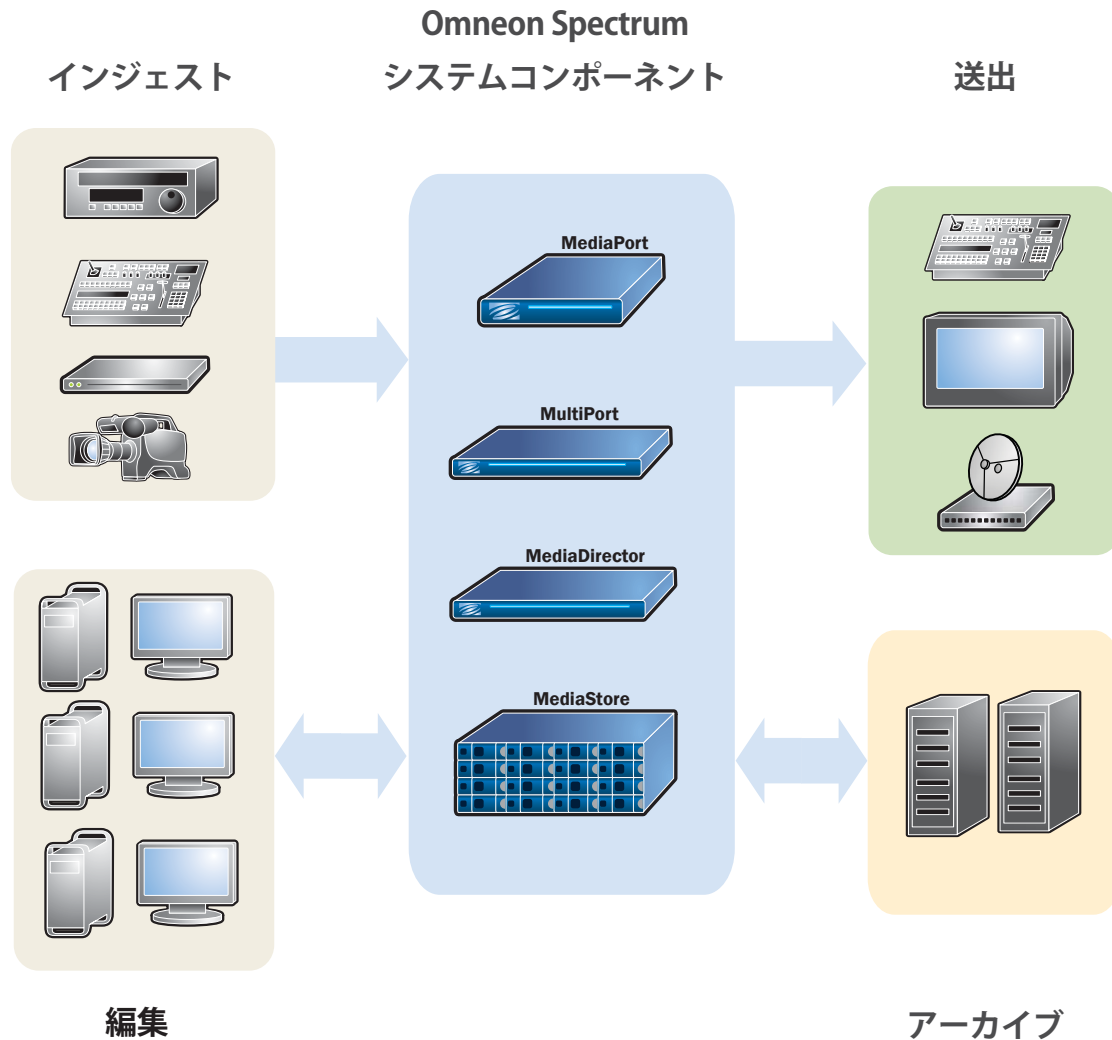 Omneon Spectrum
インジェスト
システムコンポーネント
送出
MediaPort
MultiPort
MediaDirector
MediaStore
編集
アーカイブ